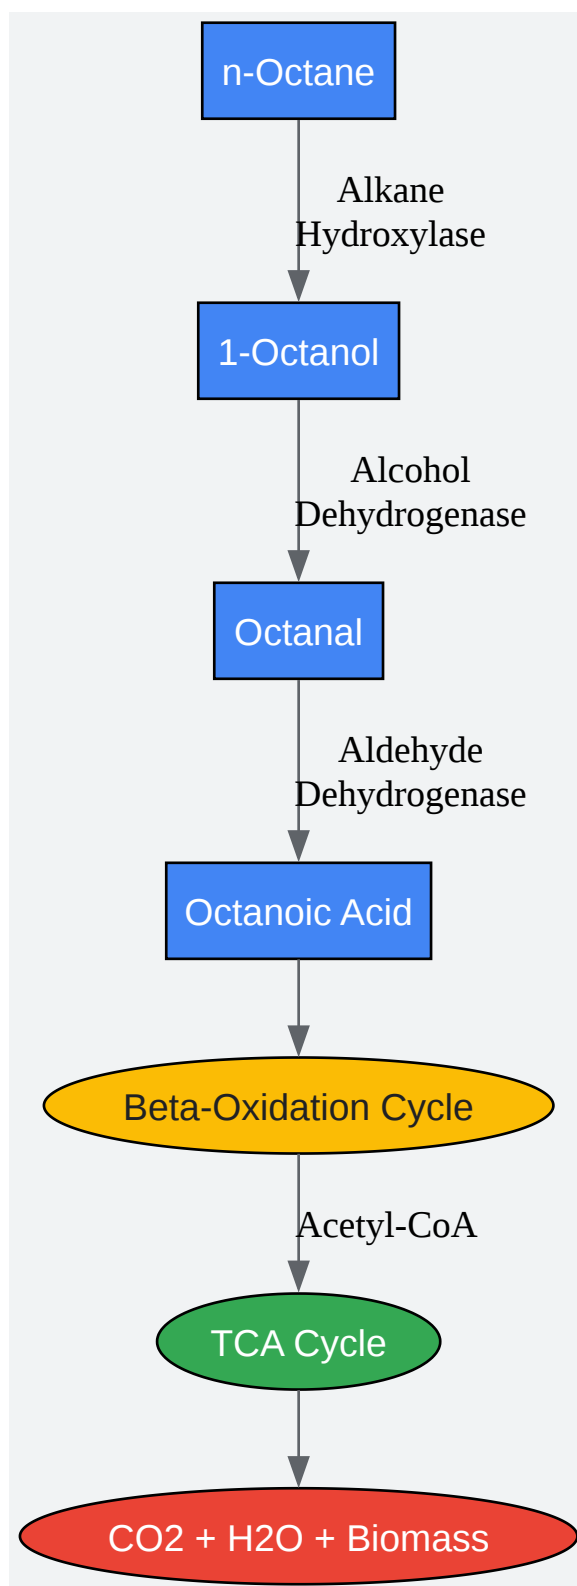 n-Octane
Alkane
Hydroxylase
1-Octanol
Alcohol
Dehydrogenase
Octanal
Aldehyde
Dehydrogenase
Octanoic Acid
Beta-Oxidation Cycle
Acetyl-CoA
TCA Cycle
CO2 + H2O + Biomass